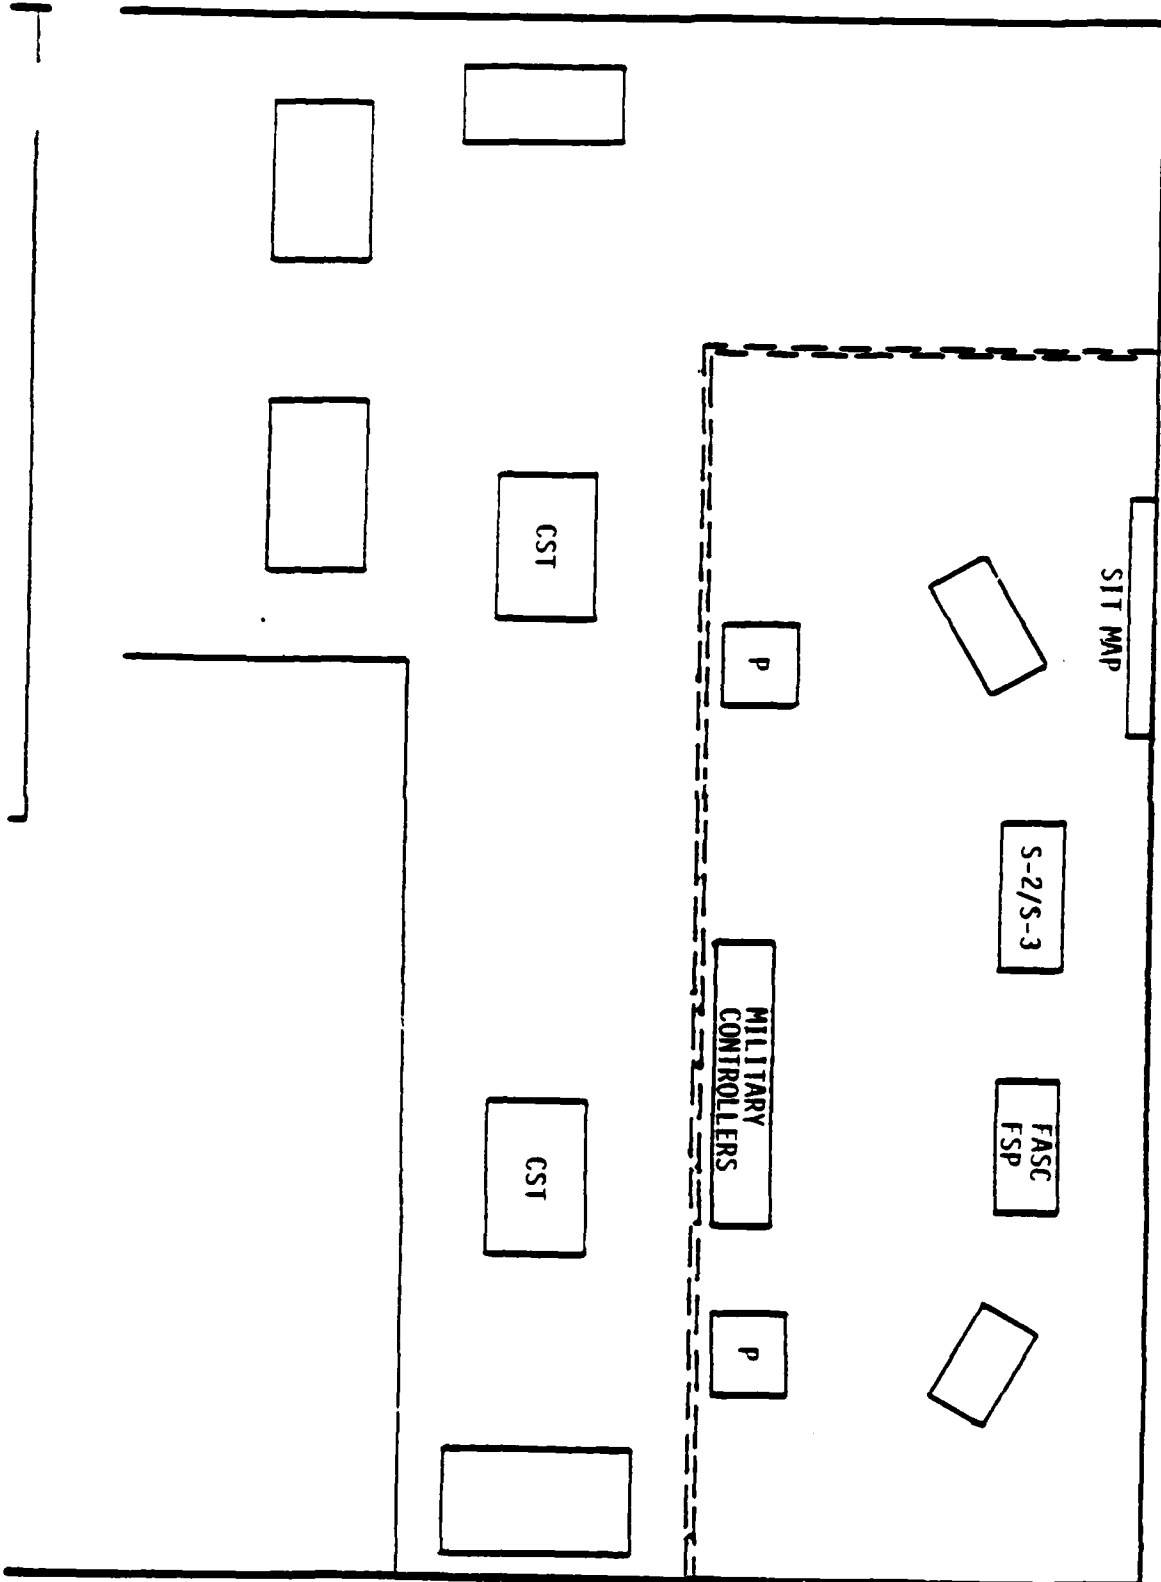 SIT MAP
S-2/S-3
FASC
FSP
P
MILITARY
CONTROLLERS
P
CST
CST